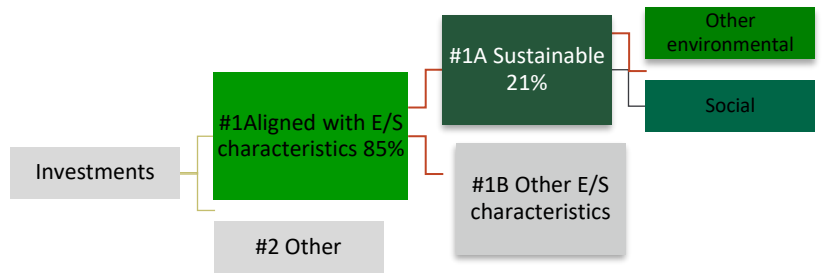 Other
environmental
#1A Sustainable
21%
Social
#1Aligned with E/S
characteristics 85%
Investments
#1B Other E/S
characteristics
#2 Other